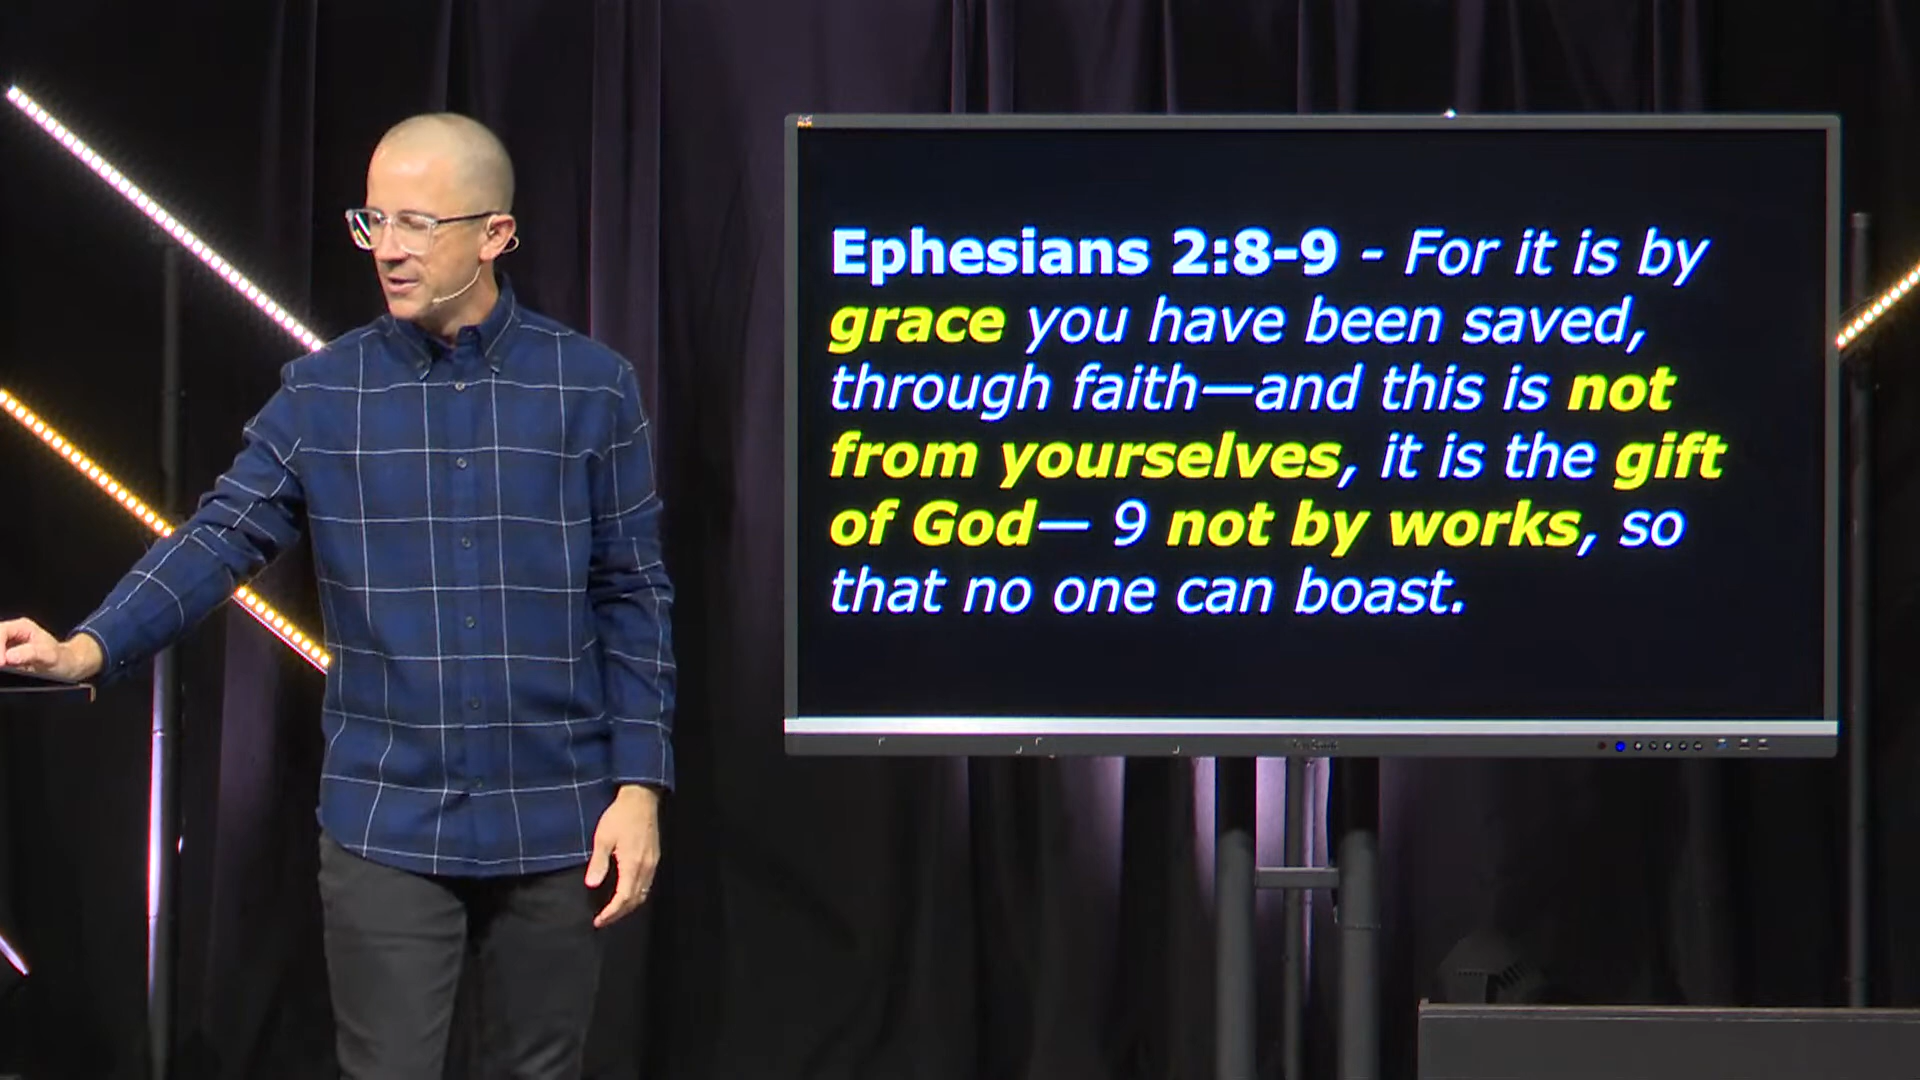 Ephesians 2:8-9 - For it is by
grace you have been saved,
through faith—and this is not
from yourselves, it is the gift
of God— 9 not by works, so
that no one can boast.